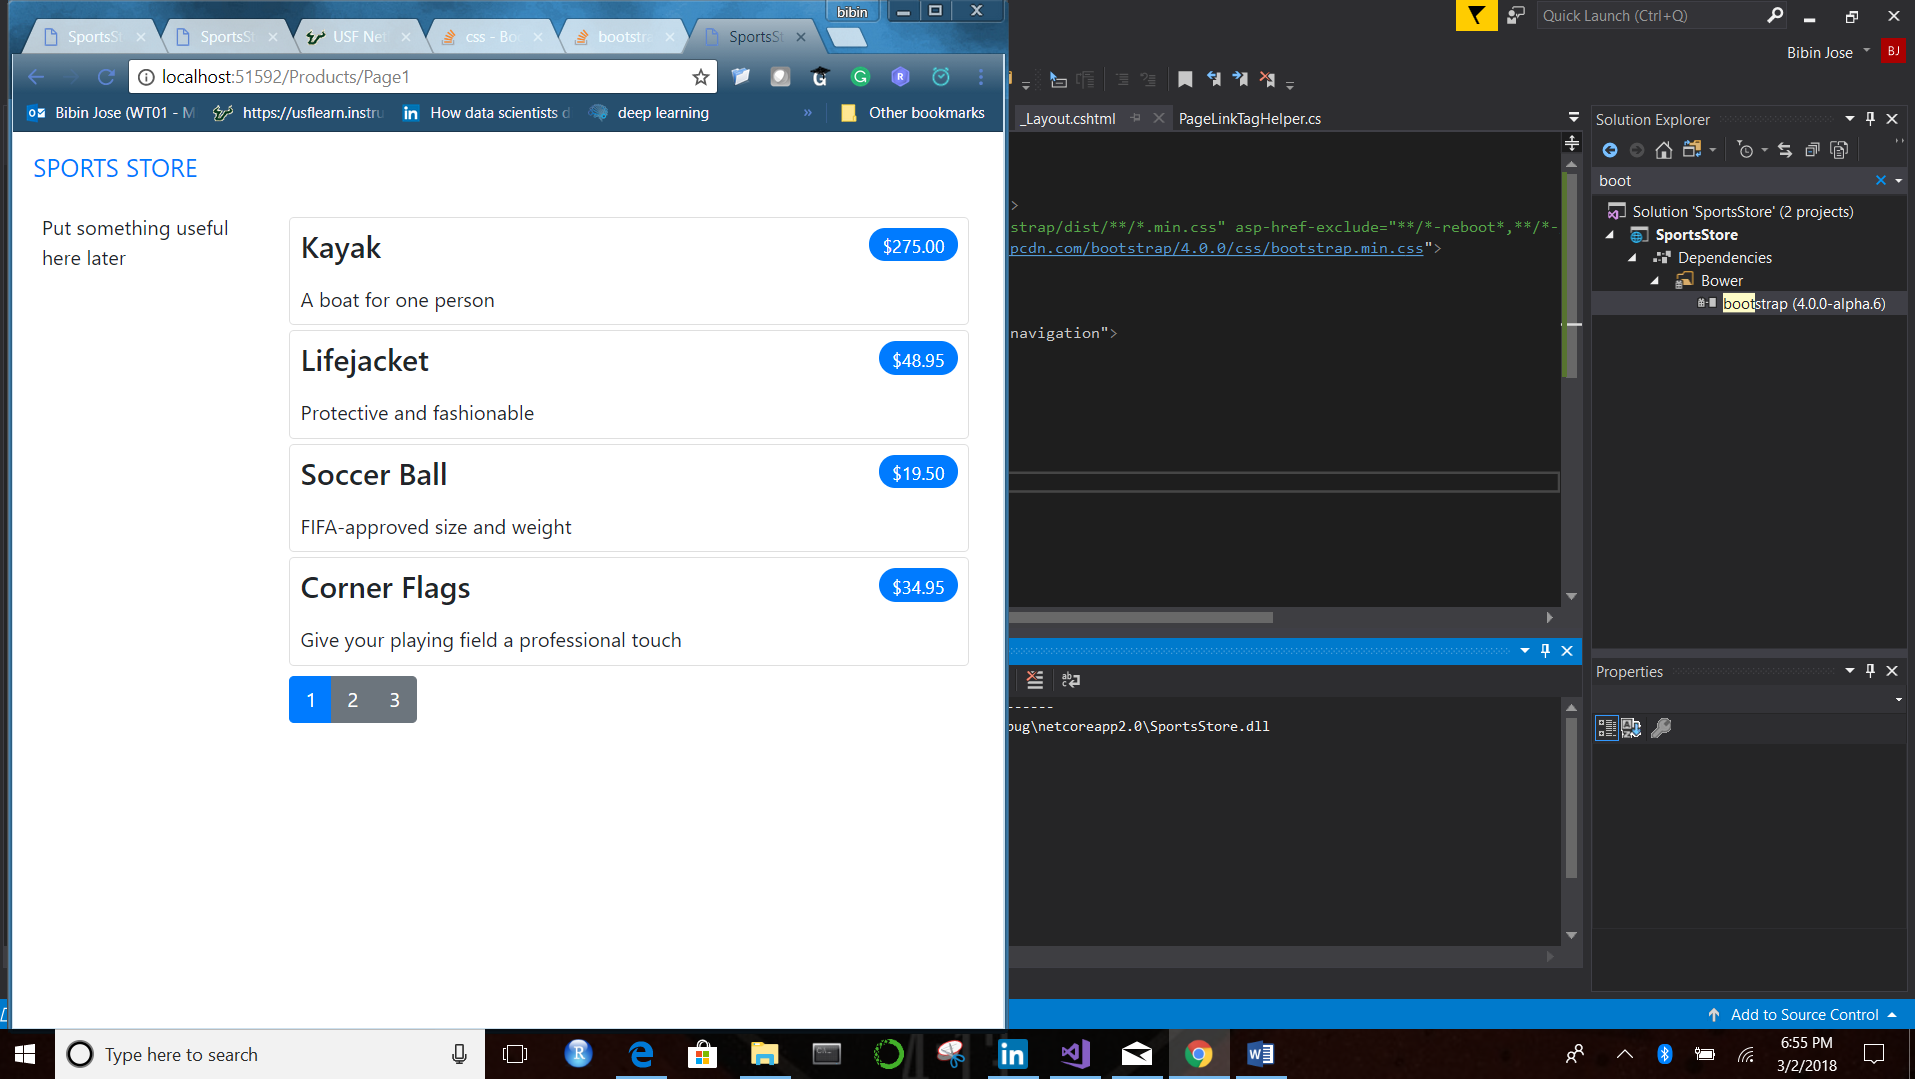 bibin
SportsSt
SportsSt
USF Net
css - Boo
bootstra
SportsSt
localhost:51592/Products/Page1
Bibin Jose (WT01 - M
https://usflearn.instru
How data scientists d
deep learning
»
Other bookmarks
SPORTS STORE
Put something useful
here later
Kayak
$275.00
A boat for one person
Lifejacket
$48.95
Protective and fashionable
Soccer Ball
$19.50
FIFA-approved size and weight
Corner Flags
$34.95
Give your playing field a professional touch
1 2 3
Quick Launch (Ctrl+Q)
Bibin Jose
BJ
_Layout.cshtml
PageLinkTagHelper.cs
>
strap/dist/**/*.min.css" asp-href-exclude="**/*-reboot*,**/*-
pcdn.com/bootstrap/4.0.0/css/bootstrap.min.css">
navigation">
------
bug\netcoreapp2.0\SportsStore.dll
Solution Explorer
boot
Solution 'SportsStore' (2 projects)
SportsStore
Dependencies
Bower
bootstrap (4.0.0-alpha.6)
Properties
Add to Source Control
Type here to search
6:55 PM
3/2/2018